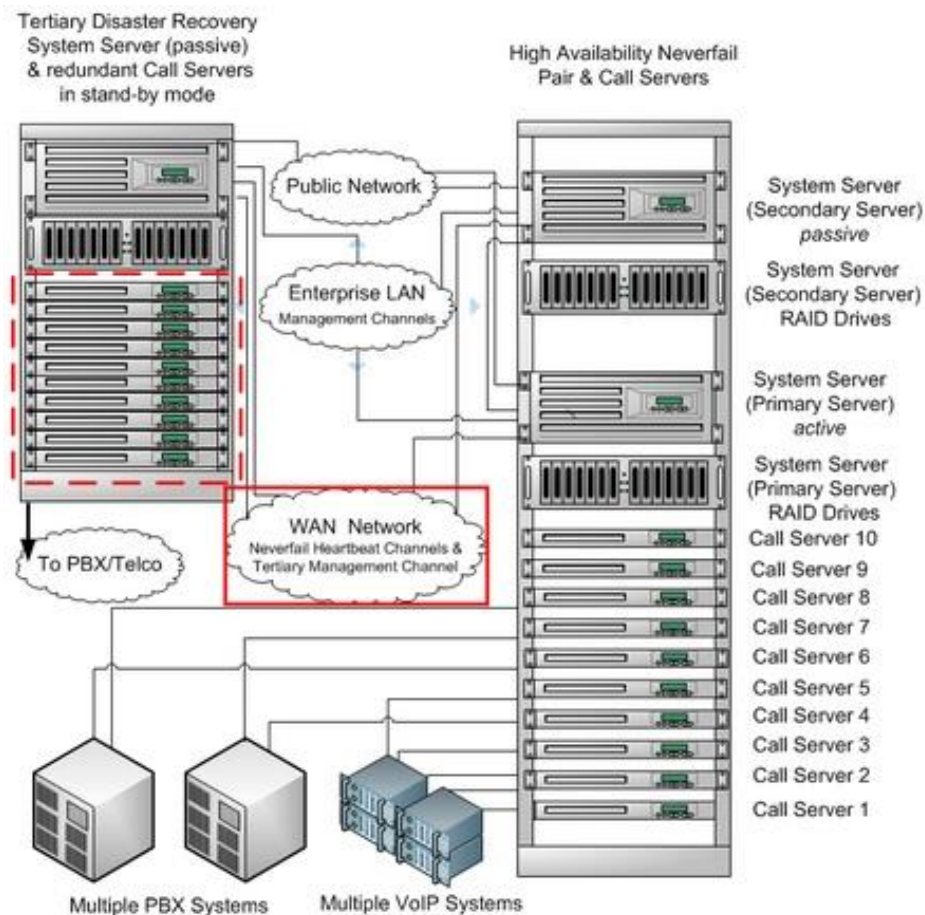 Tertiary Disaster Recovery
System Server (passive)
& redundant Call Servers
in stand-by mode
High Availability Neverfail
Pair & Call Servers
Public Network
System Server
(Secondary Server)
passive
Enterprise LAN
Management Channels
System Server
(Secondary Server)
RAID Drives
System Server
(Primary Server)
active
System Server
(Primary Server)
RAID Drives
WAN Network
Neverfail Heartbeat Channels &
Tertiary Management Channel
To PBX/Telco
Call Server 10
Call Server 9
Call Server 8
Call Server 7
Call Server 6
Call Server 5
Call Server 4
Call Server 3
Call Server 2
Call Server 1
Multiple PBX Systems
Multiple VoIP Systems